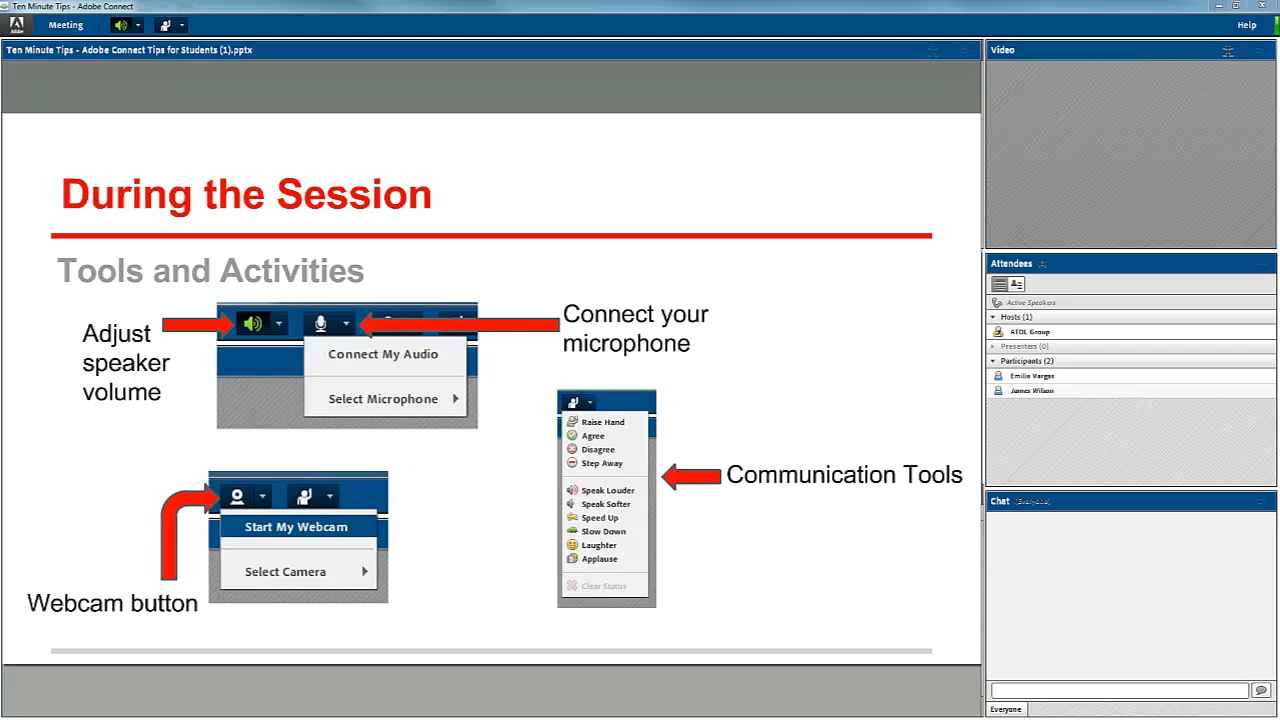 Ten Minute Tips - Adobe Connect
Adobe
Meeting
Help
Ten Minute Tips - Adobe Connect Tips for Students (1).pptx
During the Session
Tools and Activities
Adjust
speaker
volume
Connect My Audio
Select Microphone
Connect your
microphone
Raise Hand
Agree
Disagree
Step Away
Speak Louder
Speak Softer
Speed Up
Slow Down
Laughter
Applause
Clear Status
Communication Tools
Start My Webcam
Select Camera
Webcam button
Video
Attendees
Active Speakers
Hosts (1)
ATDL Group
Presenters (0)
Participants (2)
Emilia Vargas
James Wilson
Chat (Everyone)
Everyone